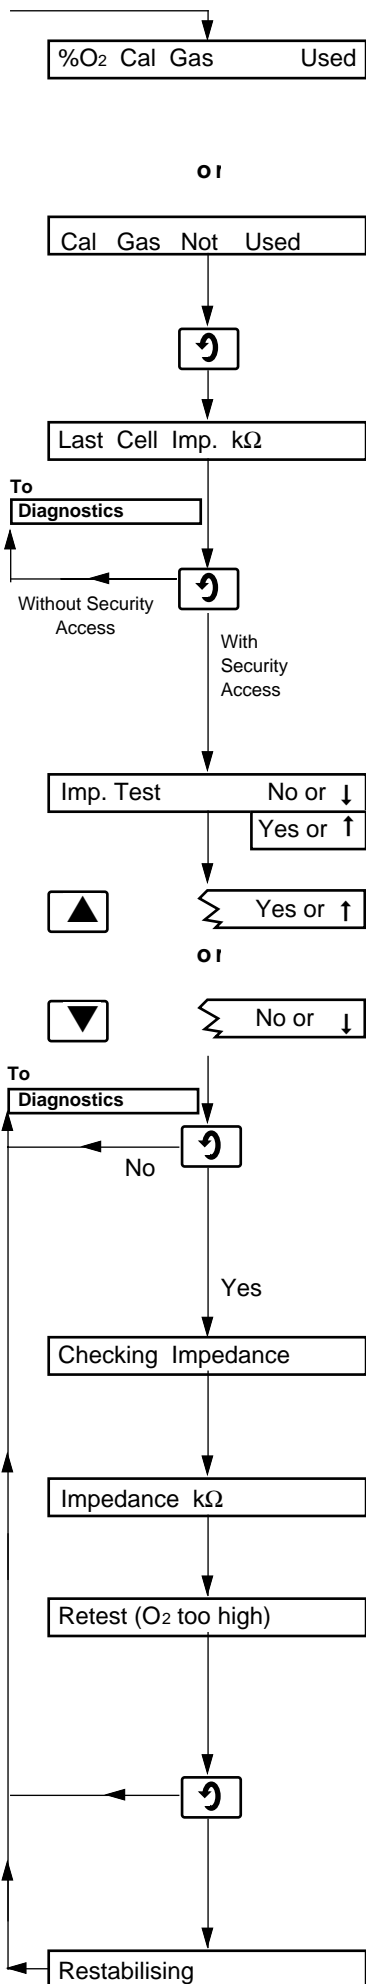 %O₂ Cal Gas Used
or
Cal Gas Not Used
Last Cell Imp. kΩ
To
Diagnostics
Without Security
Access
With
Security
Access
Imp. Test No or ↓
Yes or ↑
Yes or ↑
or
No or ↓
To
Diagnostics
No
Yes
Checking Impedance
Impedance kΩ
Retest (O₂ too high)
Restabilising